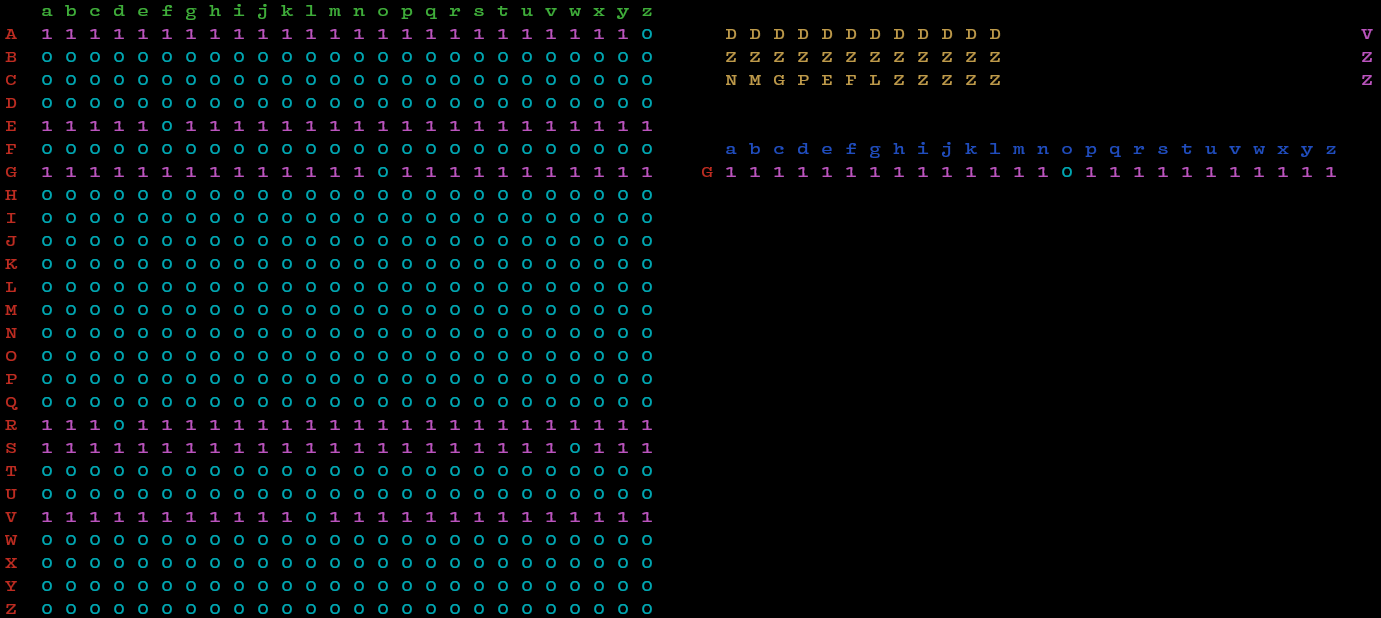 a b c d e f g h i j k l m n o p q r s t u v w x y z
A 1 1 1 1 1 1 1 1 1 1 1 1 1 1 1 1 1 1 1 1 1 1 1 1 1 0 D D D D D D D D D D D D V
B 0 0 0 0 0 0 0 0 0 0 0 0 0 0 0 0 0 0 0 0 0 0 0 0 0 0 Z Z Z Z Z Z Z Z Z Z Z Z Z
C 0 0 0 0 0 0 0 0 0 0 0 0 0 0 0 0 0 0 0 0 0 0 0 0 0 0 N M G P E F L Z Z Z Z Z Z
D 0 0 0 0 0 0 0 0 0 0 0 0 0 0 0 0 0 0 0 0 0 0 0 0 0 0
E 1 1 1 1 1 0 1 1 1 1 1 1 1 1 1 1 1 1 1 1 1 1 1 1 1 1
F 0 0 0 0 0 0 0 0 0 0 0 0 0 0 0 0 0 0 0 0 0 0 0 0 0 0 a b c d e f g h i j k l m n o p q r s t u v w x y z
G 1 1 1 1 1 1 1 1 1 1 1 1 1 1 0 1 1 1 1 1 1 1 1 1 1 1 G 1 1 1 1 1 1 1 1 1 1 1 1 1 1 0 1 1 1 1 1 1 1 1 1 1 1
H 0 0 0 0 0 0 0 0 0 0 0 0 0 0 0 0 0 0 0 0 0 0 0 0 0 0
I 0 0 0 0 0 0 0 0 0 0 0 0 0 0 0 0 0 0 0 0 0 0 0 0 0 0
J 0 0 0 0 0 0 0 0 0 0 0 0 0 0 0 0 0 0 0 0 0 0 0 0 0 0
K 0 0 0 0 0 0 0 0 0 0 0 0 0 0 0 0 0 0 0 0 0 0 0 0 0 0
L 0 0 0 0 0 0 0 0 0 0 0 0 0 0 0 0 0 0 0 0 0 0 0 0 0 0
M 0 0 0 0 0 0 0 0 0 0 0 0 0 0 0 0 0 0 0 0 0 0 0 0 0 0
N 0 0 0 0 0 0 0 0 0 0 0 0 0 0 0 0 0 0 0 0 0 0 0 0 0 0
O 0 0 0 0 0 0 0 0 0 0 0 0 0 0 0 0 0 0 0 0 0 0 0 0 0 0
P 0 0 0 0 0 0 0 0 0 0 0 0 0 0 0 0 0 0 0 0 0 0 0 0 0 0
Q 0 0 0 0 0 0 0 0 0 0 0 0 0 0 0 0 0 0 0 0 0 0 0 0 0 0
R 1 1 1 0 1 1 1 1 1 1 1 1 1 1 1 1 1 1 1 1 1 1 1 1 1 1
S 1 1 1 1 1 1 1 1 1 1 1 1 1 1 1 1 1 1 1 1 1 1 0 1 1 1
T 0 0 0 0 0 0 0 0 0 0 0 0 0 0 0 0 0 0 0 0 0 0 0 0 0 0
U 0 0 0 0 0 0 0 0 0 0 0 0 0 0 0 0 0 0 0 0 0 0 0 0 0 0
V 1 1 1 1 1 1 1 1 1 1 1 0 1 1 1 1 1 1 1 1 1 1 1 1 1 1
W 0 0 0 0 0 0 0 0 0 0 0 0 0 0 0 0 0 0 0 0 0 0 0 0 0 0
X 0 0 0 0 0 0 0 0 0 0 0 0 0 0 0 0 0 0 0 0 0 0 0 0 0 0
Y 0 0 0 0 0 0 0 0 0 0 0 0 0 0 0 0 0 0 0 0 0 0 0 0 0 0
Z 0 0 0 0 0 0 0 0 0 0 0 0 0 0 0 0 0 0 0 0 0 0 0 0 0 0